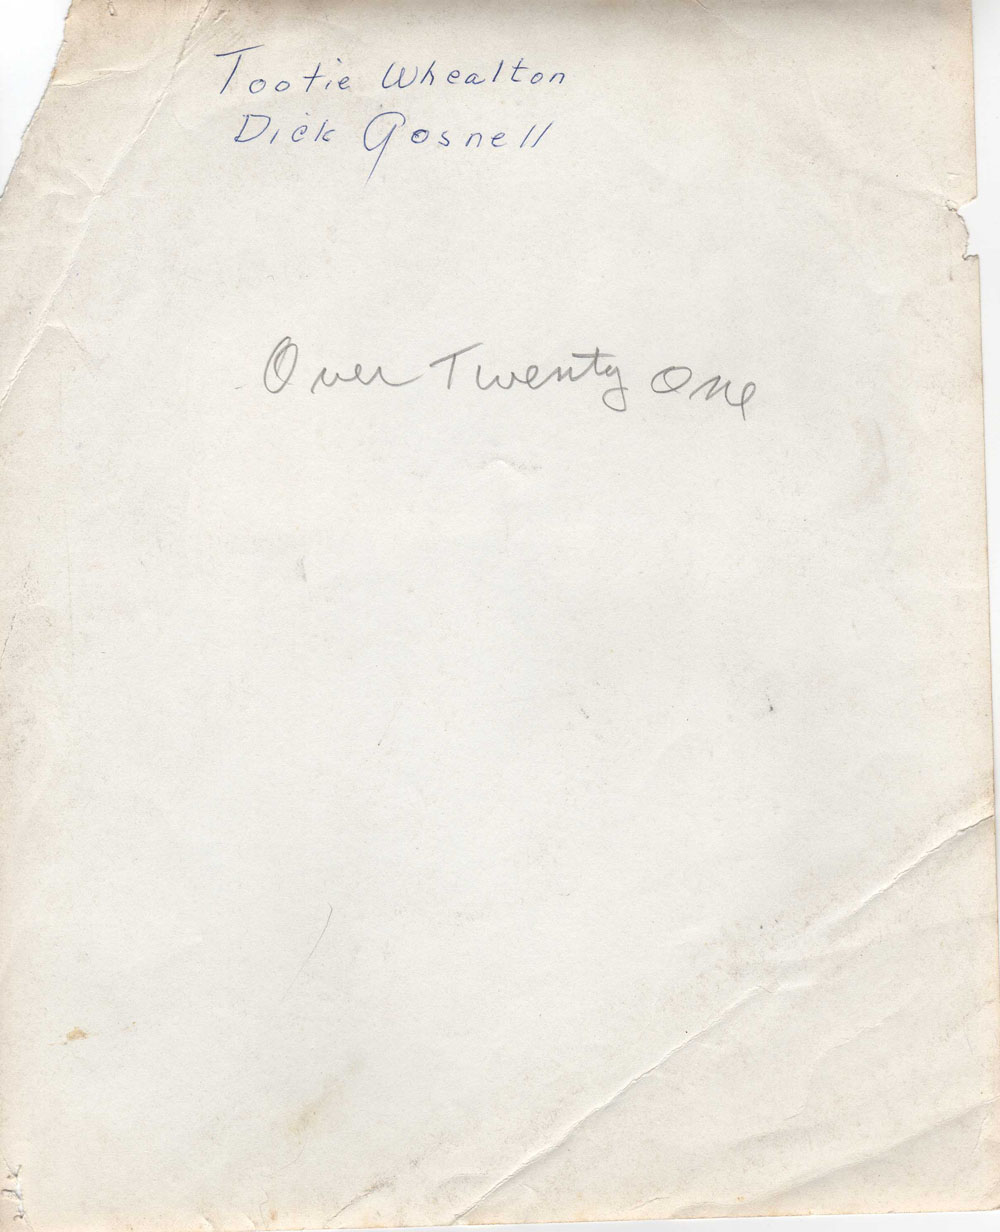 Tootie Whealton
Dick Gosnell
Over Twenty One